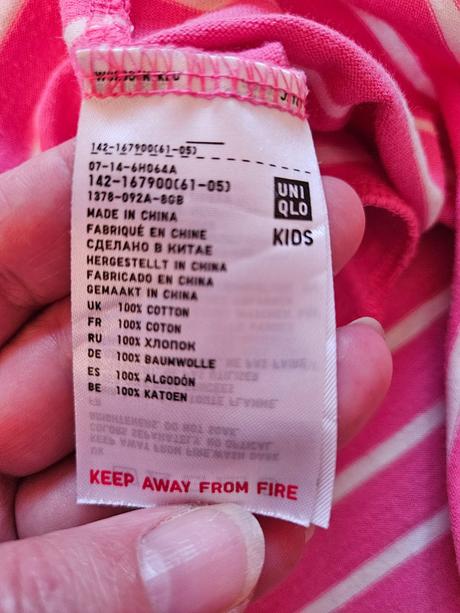 142-167900(61-05)
07-14-6H064A
142-167900(61-05)
1378-092A-8GB
UNI
QLO
KIDS
MADE IN CHINA
FABRIQUÉ EN CHINE
СДЕЛАНО В КИТАЕ
HERGESTELLT IN CHINA
FABRICADO EN CHINA
GEMAAKT IN CHINA
UK 100% COTTON
FR 100% COTON
RU 100% ХЛОПОК
DE 100% BAUMWOLLE
ES 100% ALGODÓN
BE 100% KATOEN
KEEP AWAY FROM FIRE